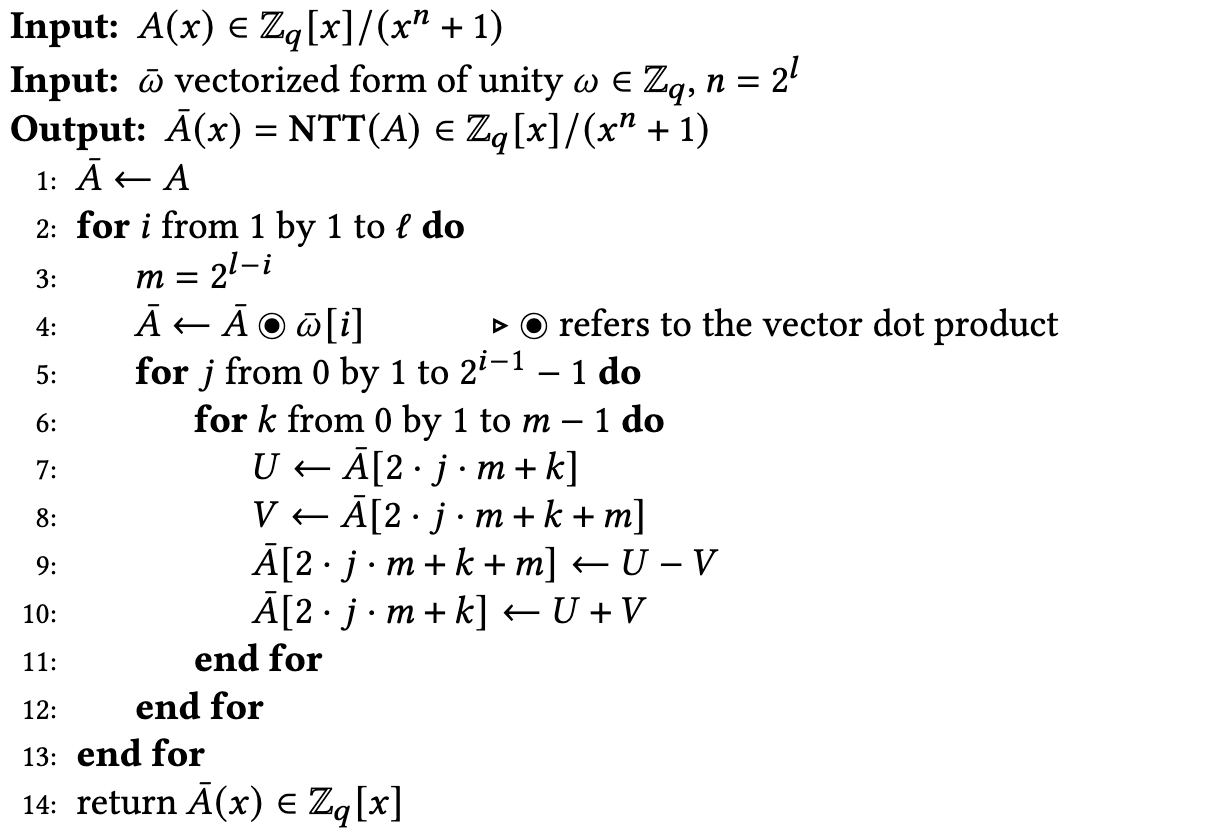 Input: A(x) ∈ ℤ_q[x]/(x^n + 1)
Input: ω̄ vectorized form of unity ω ∈ ℤ_q, n = 2^l
Output: Ā(x) = NTT(A) ∈ ℤ_q[x]/(x^n + 1)
1: Ā ← A
2: for i from 1 by 1 to ℓ do
3: m = 2^{l−i}
4: Ā ← Ā ◉ ω̄[i] ▹ ◉ refers to the vector dot product
5: for j from 0 by 1 to 2^{i−1} − 1 do
6: for k from 0 by 1 to m − 1 do
7: U ← Ā[2 · j · m + k]
8: V ← Ā[2 · j · m + k + m]
9: Ā[2 · j · m + k + m] ← U − V
10: Ā[2 · j · m + k] ← U + V
11: end for
12: end for
13: end for
14: return Ā(x) ∈ ℤ_q[x]